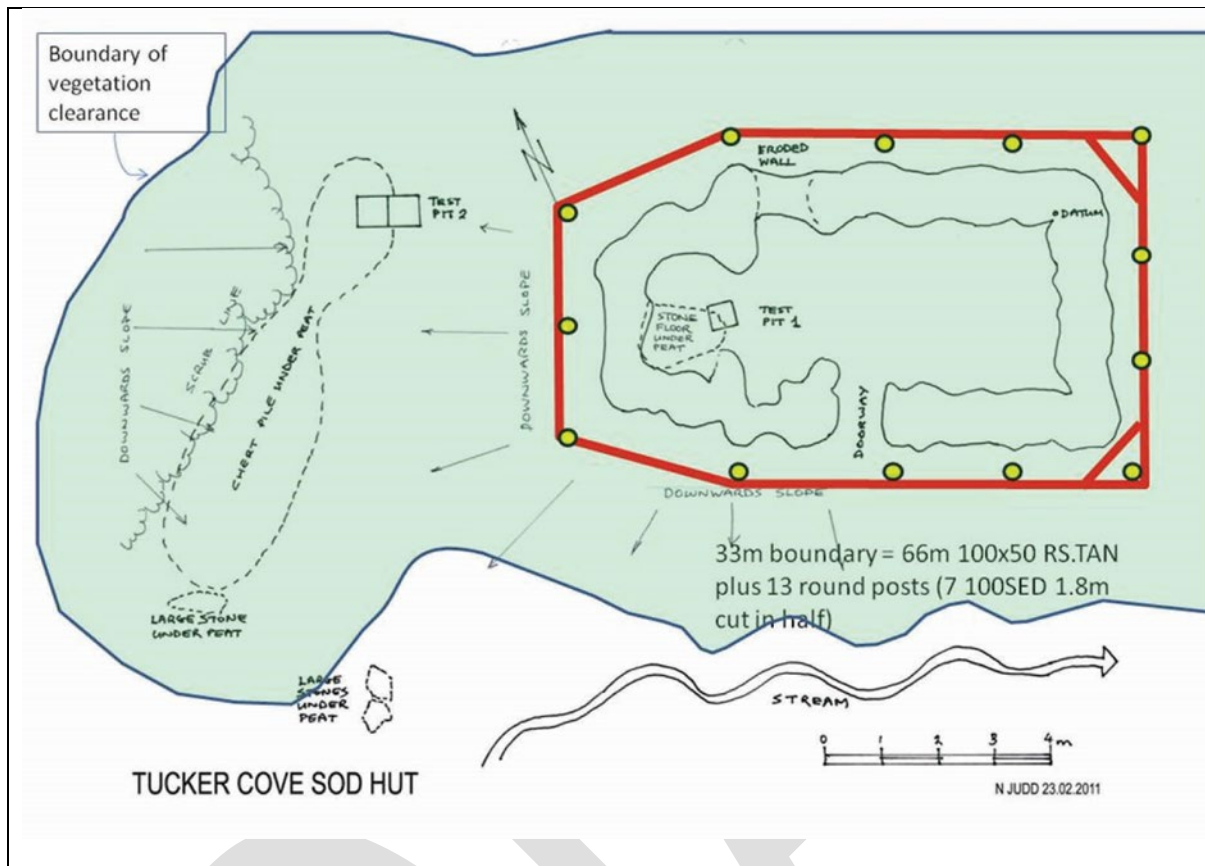 Boundary of
vegetation
clearance
N
ERODED
WALL
TEST
PIT 2
DATUM
DOWNWARDS SLOPE
SCRUB LINE
CHERT PILE UNDER PEAT
DOWNWARDS SLOPE
STONE
FLOOR
UNDER
PEAT
TEST
PIT 1
DOORWAY
DOWNWARDS SLOPE
33m boundary = 66m 100x50 RS.TAN
plus 13 round posts (7 100SED 1.8m
cut in half)
LARGE STONE
UNDER PEAT
LARGE
STONES
UNDER
PEAT
STREAM
0 1 2 3 4 m
TUCKER COVE SOD HUT
N JUDD 23.02.2011